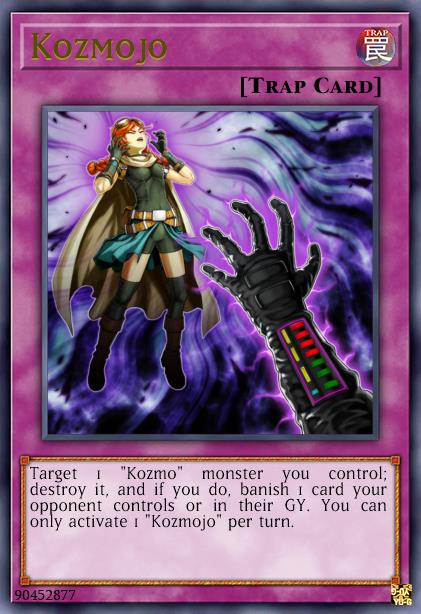 Kozmojo
TRAP
罠
[Trap Card]
Target 1 "Kozmo" monster you control;
destroy it, and if you do, banish 1 card your
opponent controls or in their GY. You can
only activate 1 "Kozmojo" per turn.
90452877